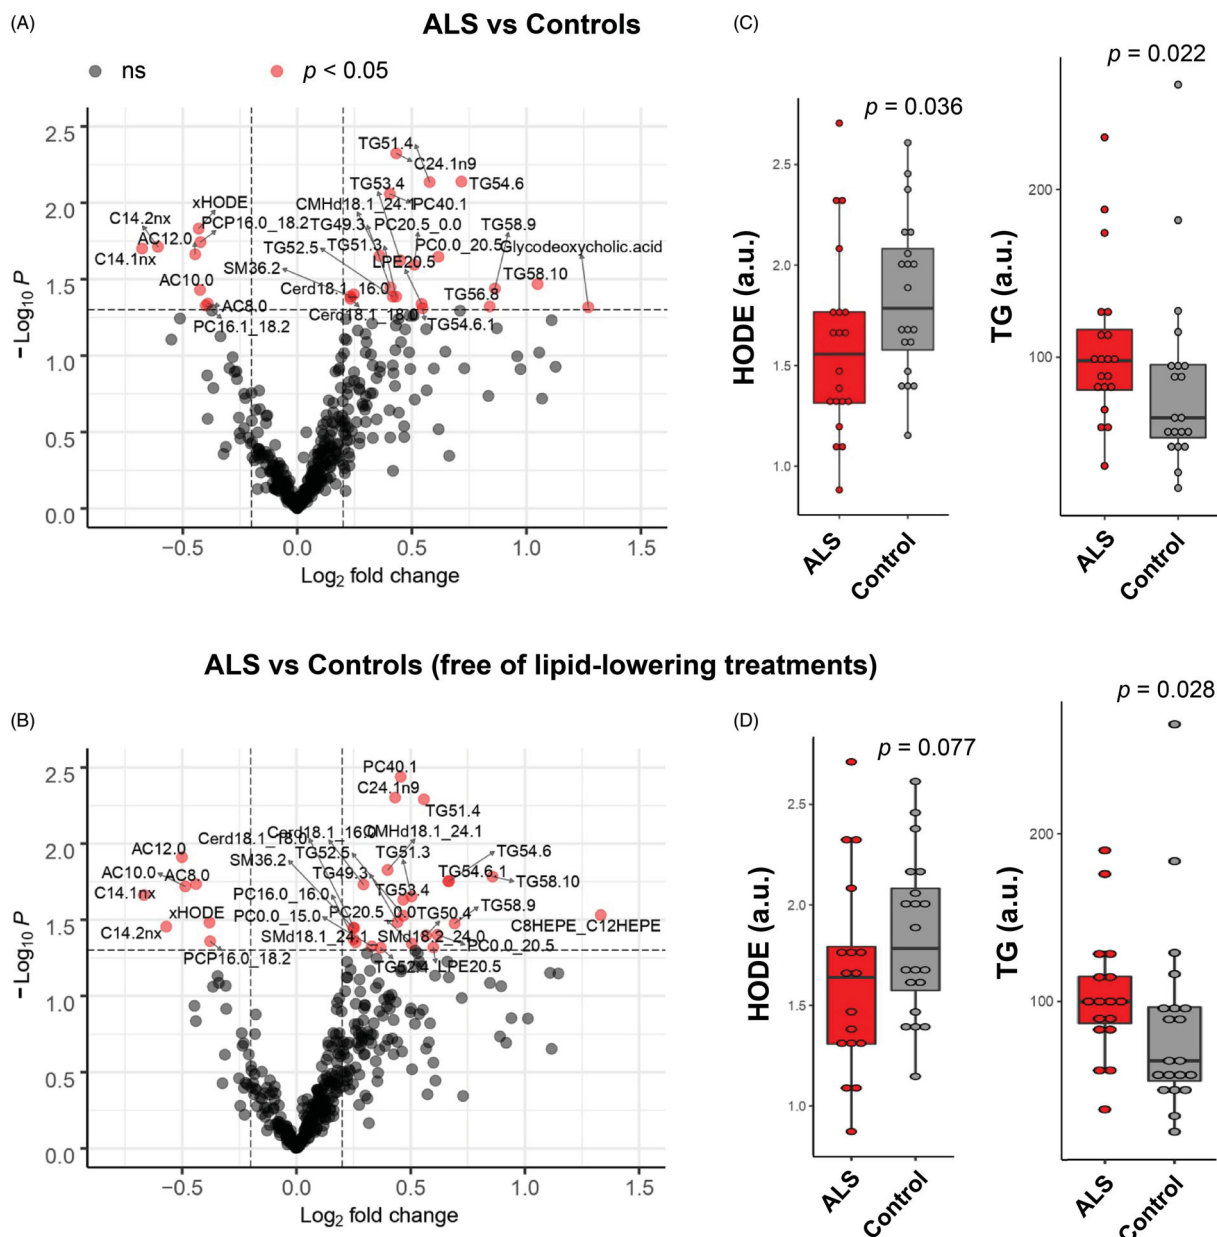 (A)
ALS vs Controls
ns
p < 0.05
2.5
2.0
1.5
1.0
0.5
0.0
−Log10 P
TG51.4
C24.1n9
TG53.4
TG54.6
CMHd18.1_24.1
PC40.1
xHODE
C14.2nx
PCP16.0_18.2
TG49.3
PC20.5_0.0
TG58.9
AC12.0
C14.1nx
TG52.5
TG51.3
PC0.0_20.5
Glycodeoxycholic.acid
SM36.2
LPE20.5
TG58.10
AC10.0
Cerd18.1_16.0
TG56.8
AC8.0
PC16.1_18.2
Cerd18.1_18.0
TG54.6.1
−0.5
0.0
0.5
1.0
1.5
Log2 fold change
(C)
p = 0.036
HODE (a.u.)
2.5
2.0
1.5
1.0
ALS
Control
p = 0.022
TG (a.u.)
200
100
ALS
Control
ALS vs Controls (free of lipid-lowering treatments)
(B)
2.5
2.0
1.5
1.0
0.5
0.0
−Log10 P
PC40.1
C24.1n9
TG51.4
Cerd18.1_16.0
CMHd18.1_24.1
Cerd18.1_18.0
AC12.0
TG52.5
TG51.3
TG54.6
SM36.2
AC10.0
AC8.0
TG49.3
TG54.6.1
TG58.10
C14.1nx
PC16.0_16.0
TG53.4
TG58.9
xHODE
PC0.0_15.0
PC20.5_0.0
TG50.4
C8HEPE_C12HEPE
C14.2nx
SMd18.1_24.1
SMd18.2_24.0
PC0.0_20.5
PCP16.0_18.2
TG52.4
LPE20.5
−0.5
0.0
0.5
1.0
1.5
Log2 fold change
(D)
p = 0.077
HODE (a.u.)
2.5
2.0
1.5
1.0
ALS
Control
p = 0.028
TG (a.u.)
200
100
ALS
Control